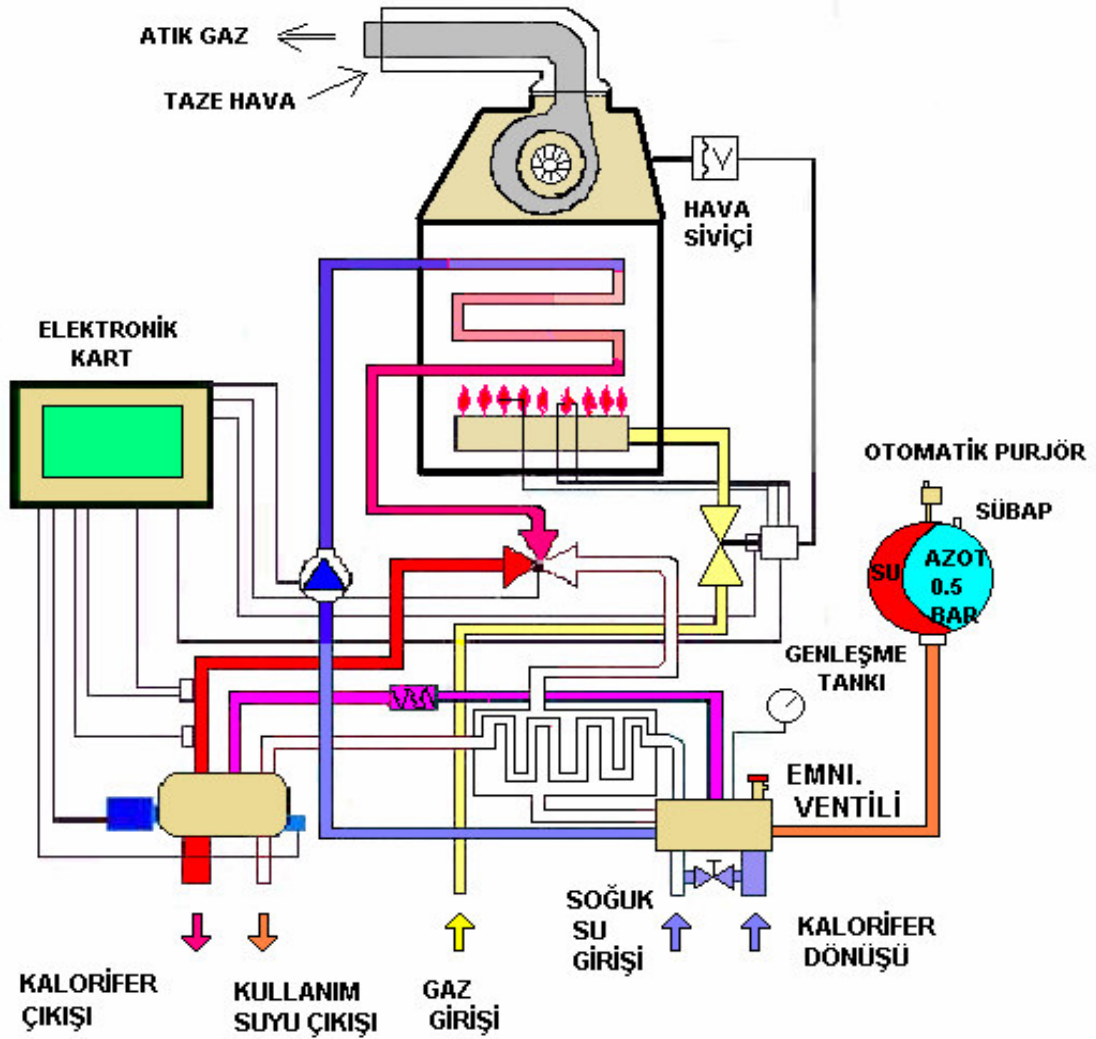 ATIK GAZ
TAZE HAVA
HAVA
SİVİÇİ
ELEKTRONİK
KART
OTOMATİK PURJÖR
SÜBAP
SU
AZOT
0.5
BAR
GENLEŞME
TANKI
EMNI.
VENTİLİ
SOĞUK
SU
GİRİŞİ
KALORİFER
DÖNÜŞÜ
KALORİFER
ÇIKIŞI
KULLANIM
SUYU ÇIKIŞI
GAZ
GİRİŞİ